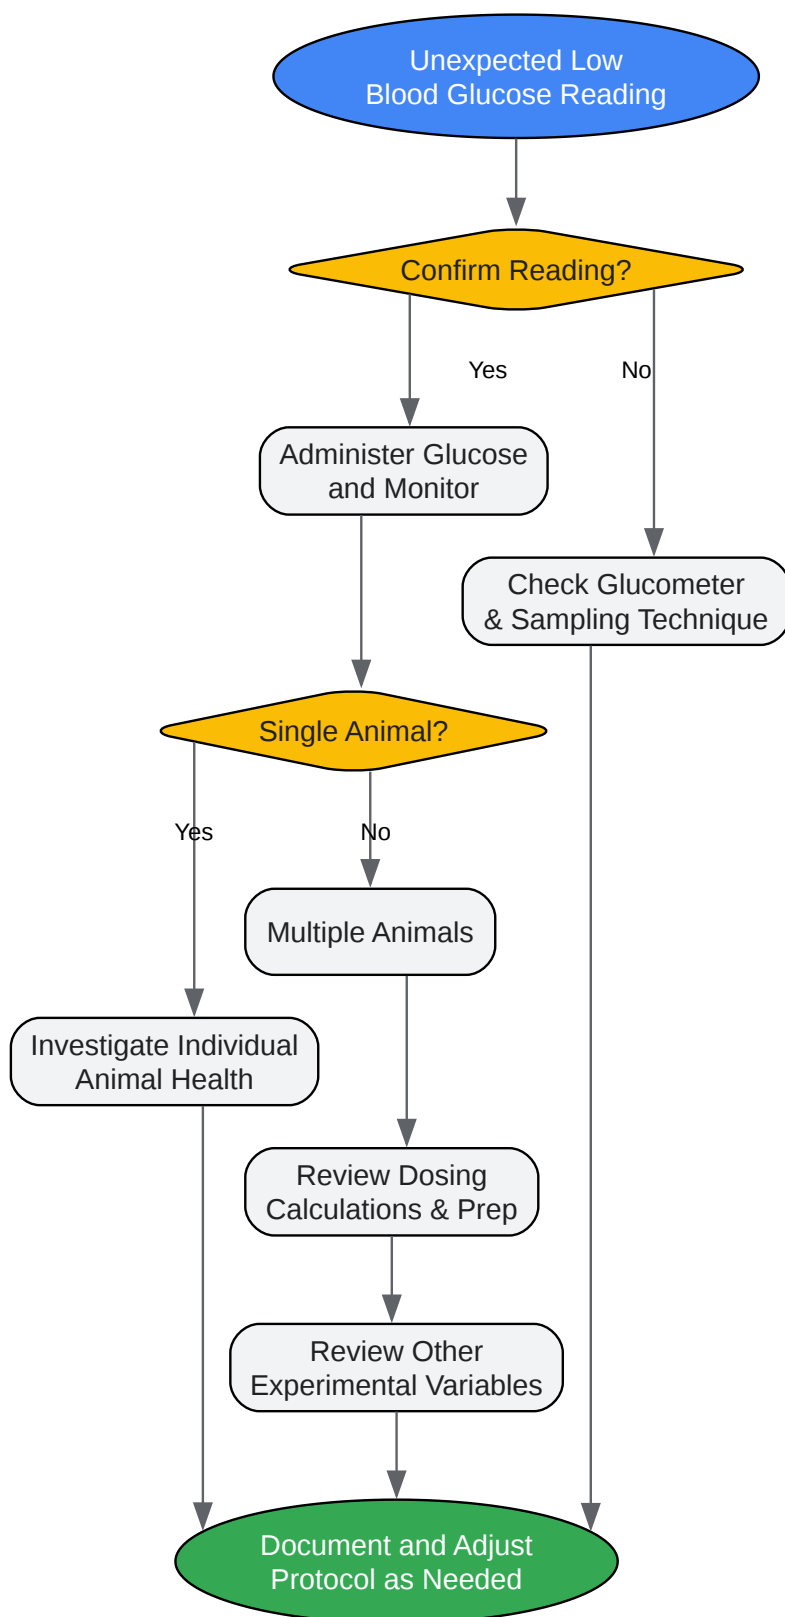 Unexpected Low
Blood Glucose Reading
Confirm Reading?
Yes
No
Administer Glucose
and Monitor
Check Glucometer
& Sampling Technique
Single Animal?
Yes
No
Multiple Animals
Investigate Individual
Animal Health
Review Dosing
Calculations & Prep
Review Other
Experimental Variables
Document and Adjust
Protocol as Needed